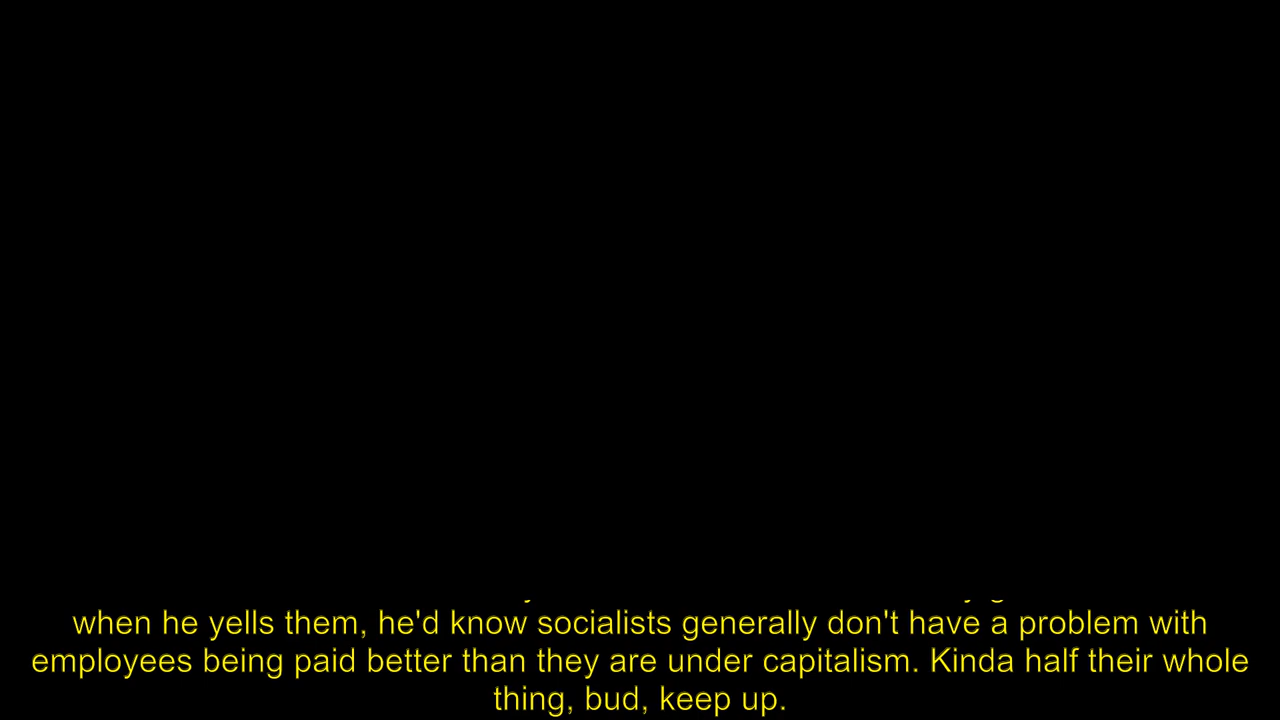 when he yells them, he'd know socialists generally don't have a problem with
employees being paid better than they are under capitalism. Kinda half their whole
thing, bud, keep up.